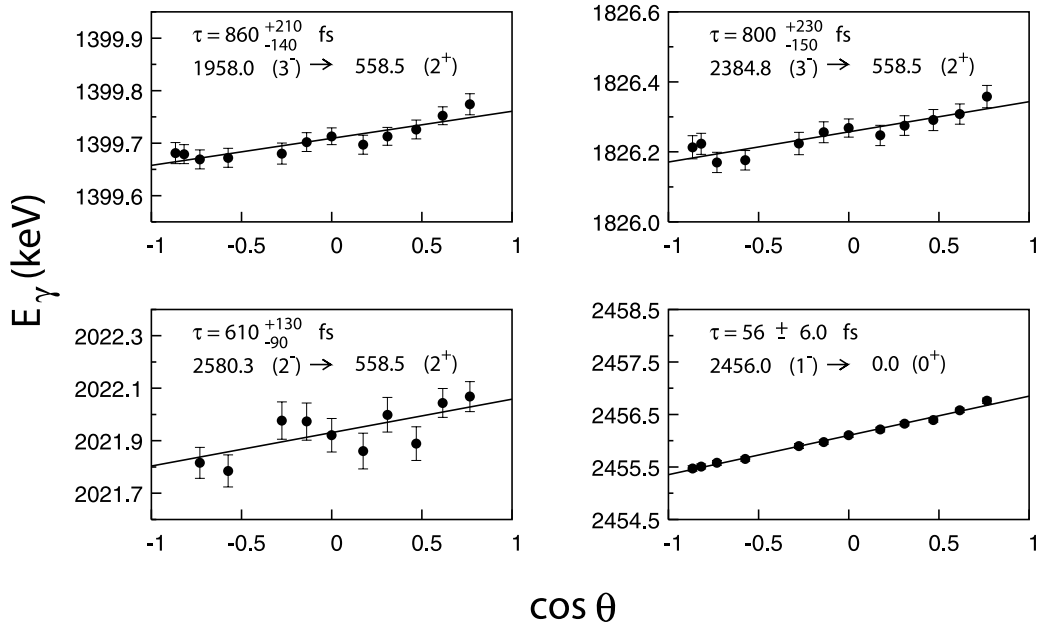 E_γ (keV)
τ = 860 +210 -140 fs
1958.0 (3⁻) → 558.5 (2⁺)
1399.9
1399.8
1399.7
1399.6
-1 -0.5 0 0.5 1
τ = 800 +230 -150 fs
2384.8 (3⁻) → 558.5 (2⁺)
1826.6
1826.4
1826.2
1826.0
-1 -0.5 0 0.5 1
τ = 610 +130 -90 fs
2580.3 (2⁻) → 558.5 (2⁺)
2022.3
2022.1
2021.9
2021.7
-1 -0.5 0 0.5 1
τ = 56 ± 6.0 fs
2456.0 (1⁻) → 0.0 (0⁺)
2458.5
2457.5
2456.5
2455.5
2454.5
-1 -0.5 0 0.5 1
cos θ